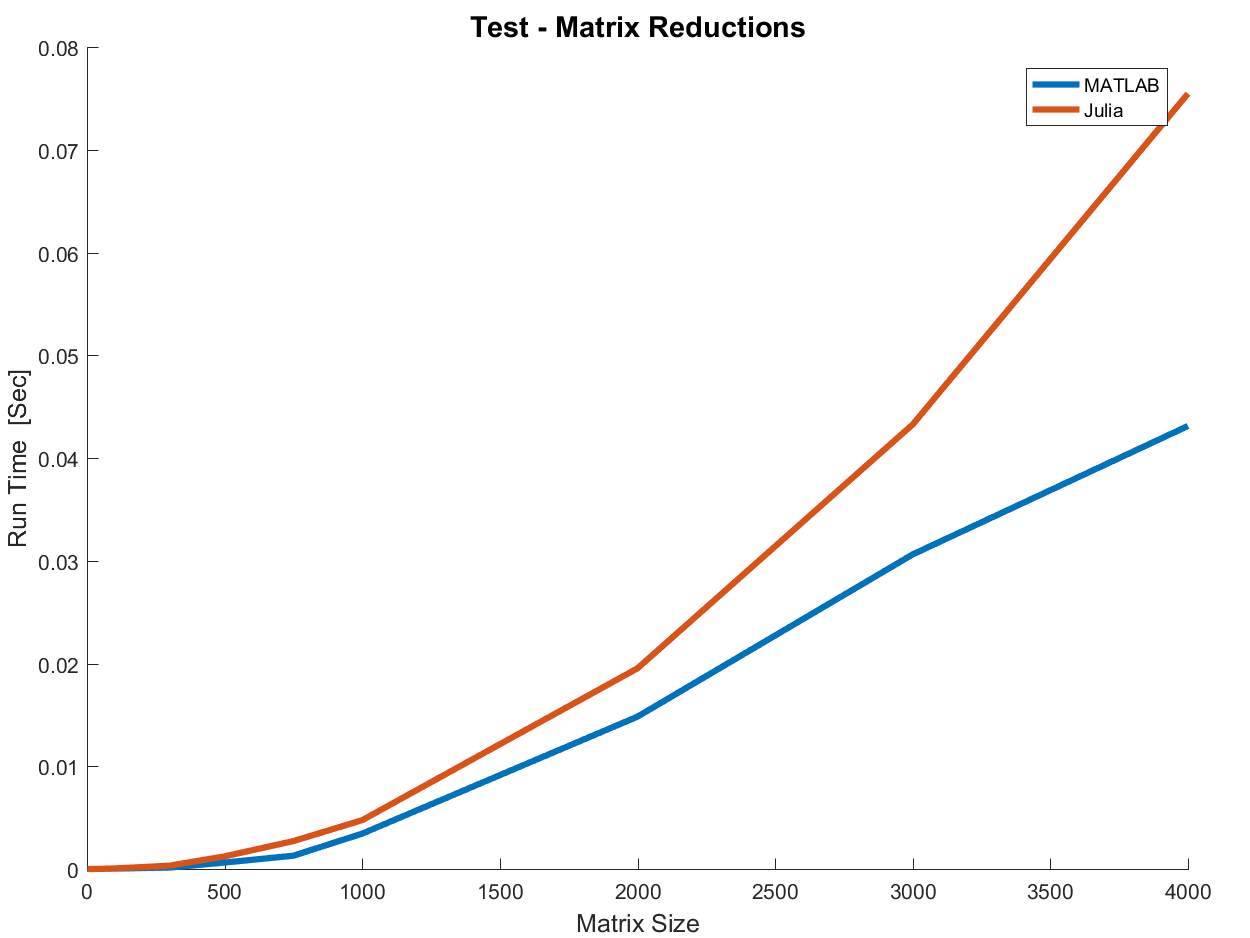 Test - Matrix Reductions
MATLAB
Julia
0.08
0.07
0.06
0.05
0.04
0.03
0.02
0.01
0
Run Time [Sec]
0 500 1000 1500 2000 2500 3000 3500 4000
Matrix Size